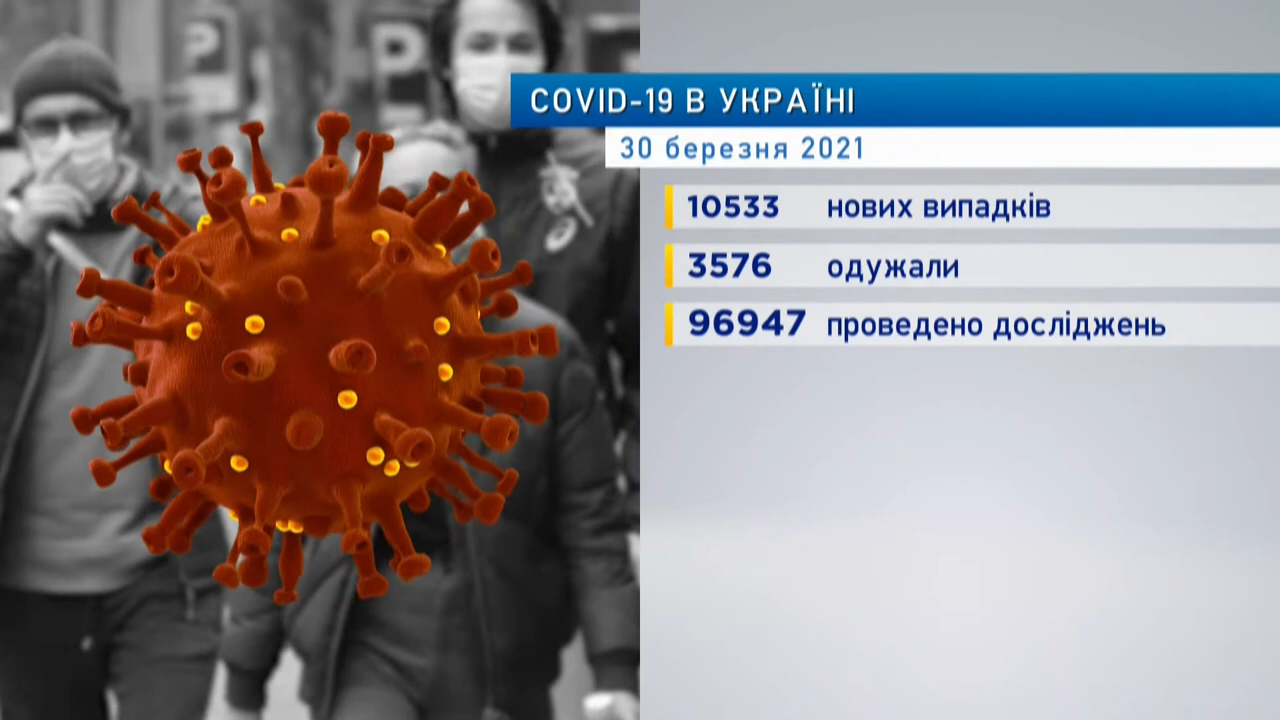 P
P
COVID-19 В УКРАЇНІ
30 березня 2021
10533 нових випадків
3576 одужали
96947 проведено досліджень